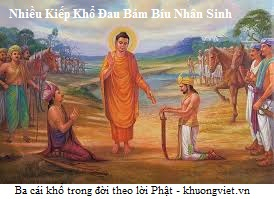 Nhiều Kiếp Khổ Đau Bám Bíu Nhân Sinh
Ba cái khổ trong đời theo lời Phật - khuongviet.vn